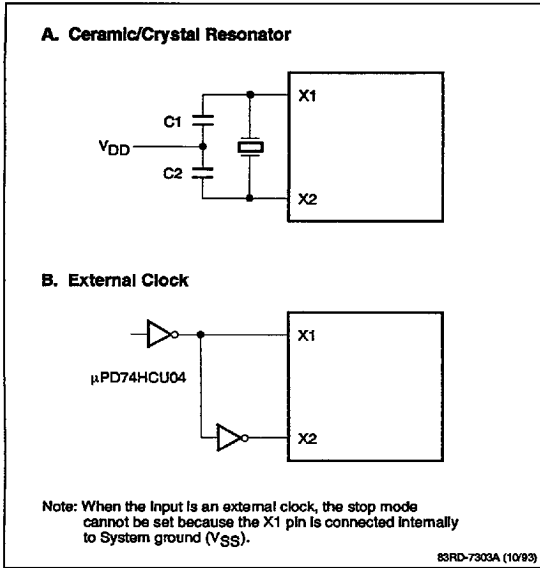 A. Ceramic/Crystal Resonator
X1
C1
VDD
C2
X2
B. External Clock
X1
μPD74HCU04
X2
Note: When the input is an external clock, the stop mode
cannot be set because the X1 pin is connected internally
to System ground (VSS).
83RD-7303A (10/93)